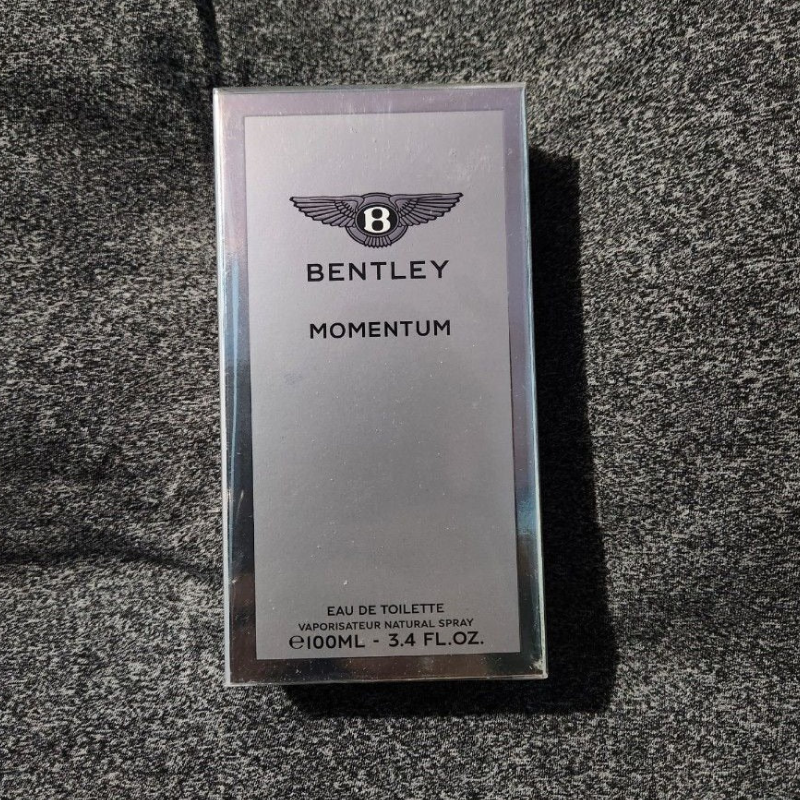 B
BENTLEY
MOMENTUM
EAU DE TOILETTE
VAPORISATEUR NATURAL SPRAY
℮100ML - 3.4 FL.OZ.